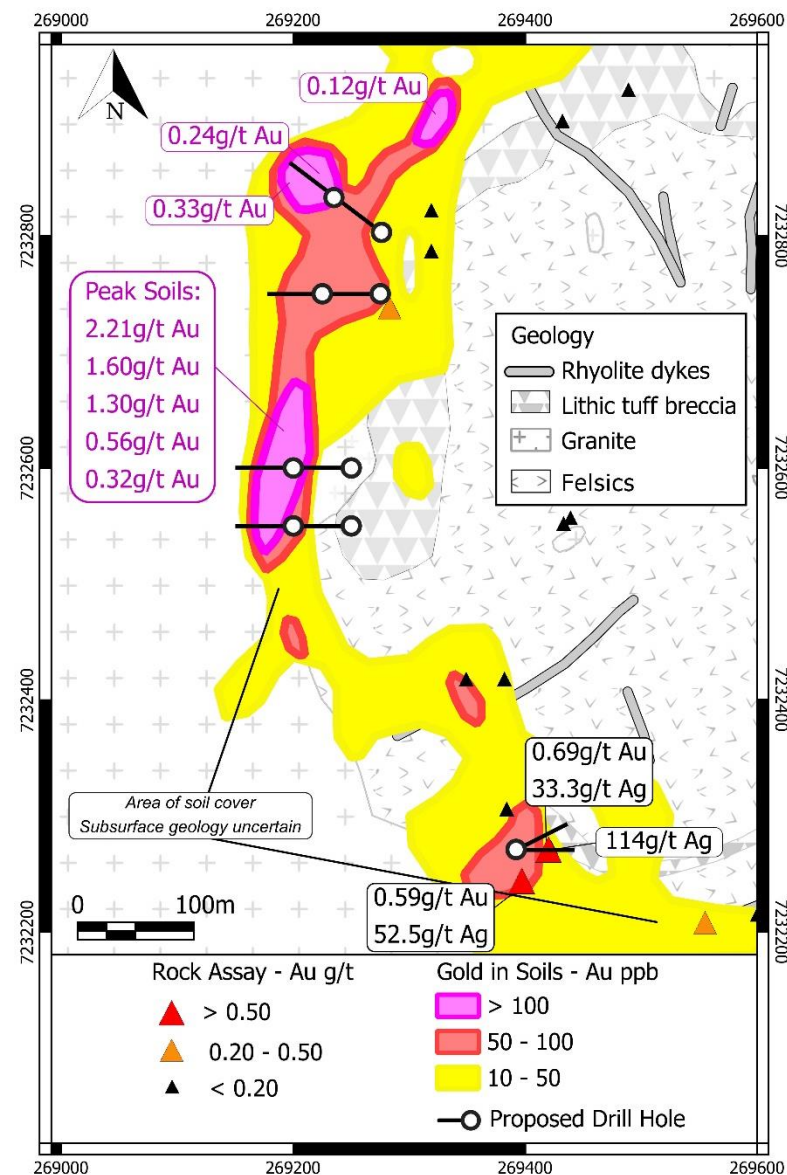 269000
269200
269400
269600
N
0.12g/t Au
0.24g/t Au
0.33g/t Au
7232800
7232800
Peak Soils:
2.21g/t Au
1.60g/t Au
1.30g/t Au
0.56g/t Au
0.32g/t Au
Geology
Rhyolite dykes
Lithic tuff breccia
Granite
Felsics
7232600
7232600
7232400
7232400
0.69g/t Au
33.3g/t Ag
Area of soil cover
Subsurface geology uncertain
114g/t Ag
0.59g/t Au
52.5g/t Ag
0
100m
7232200
7232200
Rock Assay - Au g/t
> 0.50
0.20 - 0.50
< 0.20
Gold in Soils - Au ppb
> 100
50 - 100
10 - 50
Proposed Drill Hole
269000
269200
269400
269600